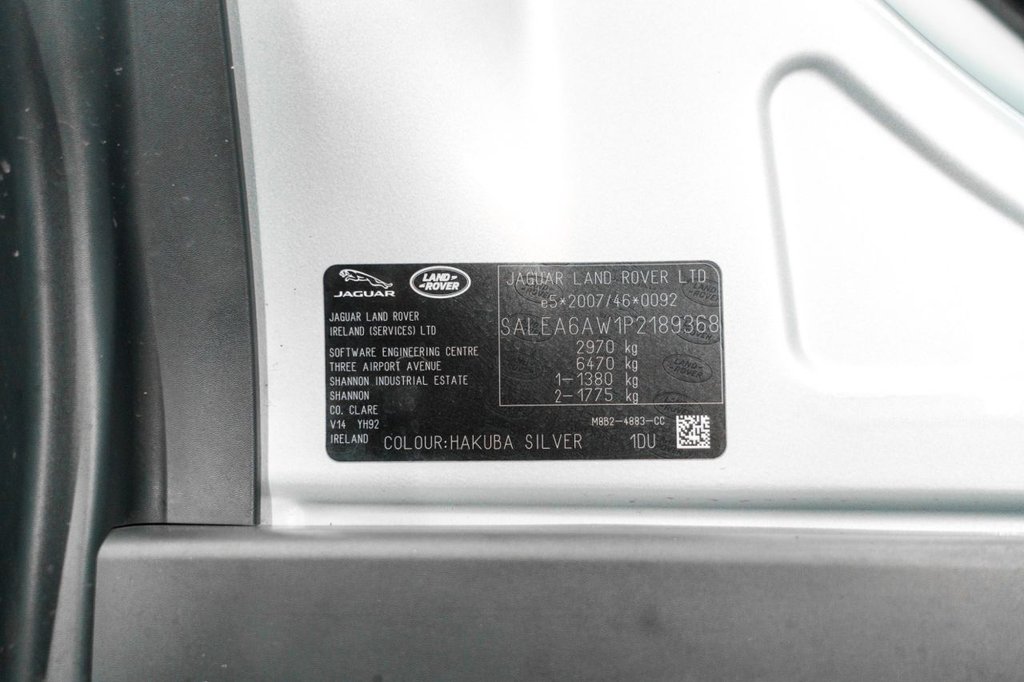 JAGUAR
LAND-
-ROVER
JAGUAR LAND ROVER
IRELAND (SERVICES) LTD
SOFTWARE ENGINEERING CENTRE
THREE AIRPORT AVENUE
SHANNON INDUSTRIAL ESTATE
SHANNON
CO. CLARE
V14 YH92
IRELAND
JAGUAR LAND ROVER LTD
e5*2007/46*0092
SALEA6AW1P2189368
2970 kg
6470 kg
1-1380 kg
2-1775 kg
M8B2-4883-CC
COLOUR:HAKUBA SILVER 1DU